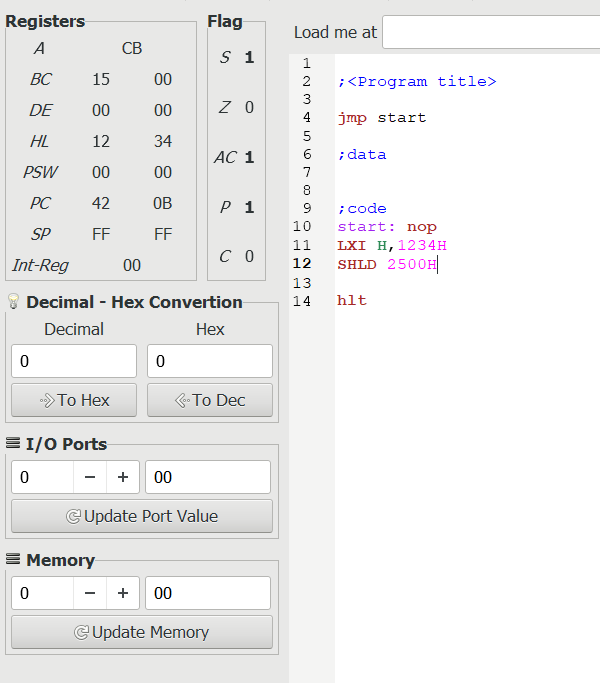 Registers
A CB
BC 15 00
DE 00 00
HL 12 34
PSW 00 00
PC 42 0B
SP FF FF
Int-Reg 00
Flag
S 1
Z 0
AC 1
P 1
C 0
Decimal - Hex Convertion
Decimal Hex
0 0
To Hex To Dec
I/O Ports
0 − + 00
Update Port Value
Memory
0 − + 00
Update Memory
Load me at
1
2 ;<Program title>
3
4 jmp start
5
6 ;data
7
8
9 ;code
10 start: nop
11 LXI H,1234H
12 SHLD 2500H
13
14 hlt